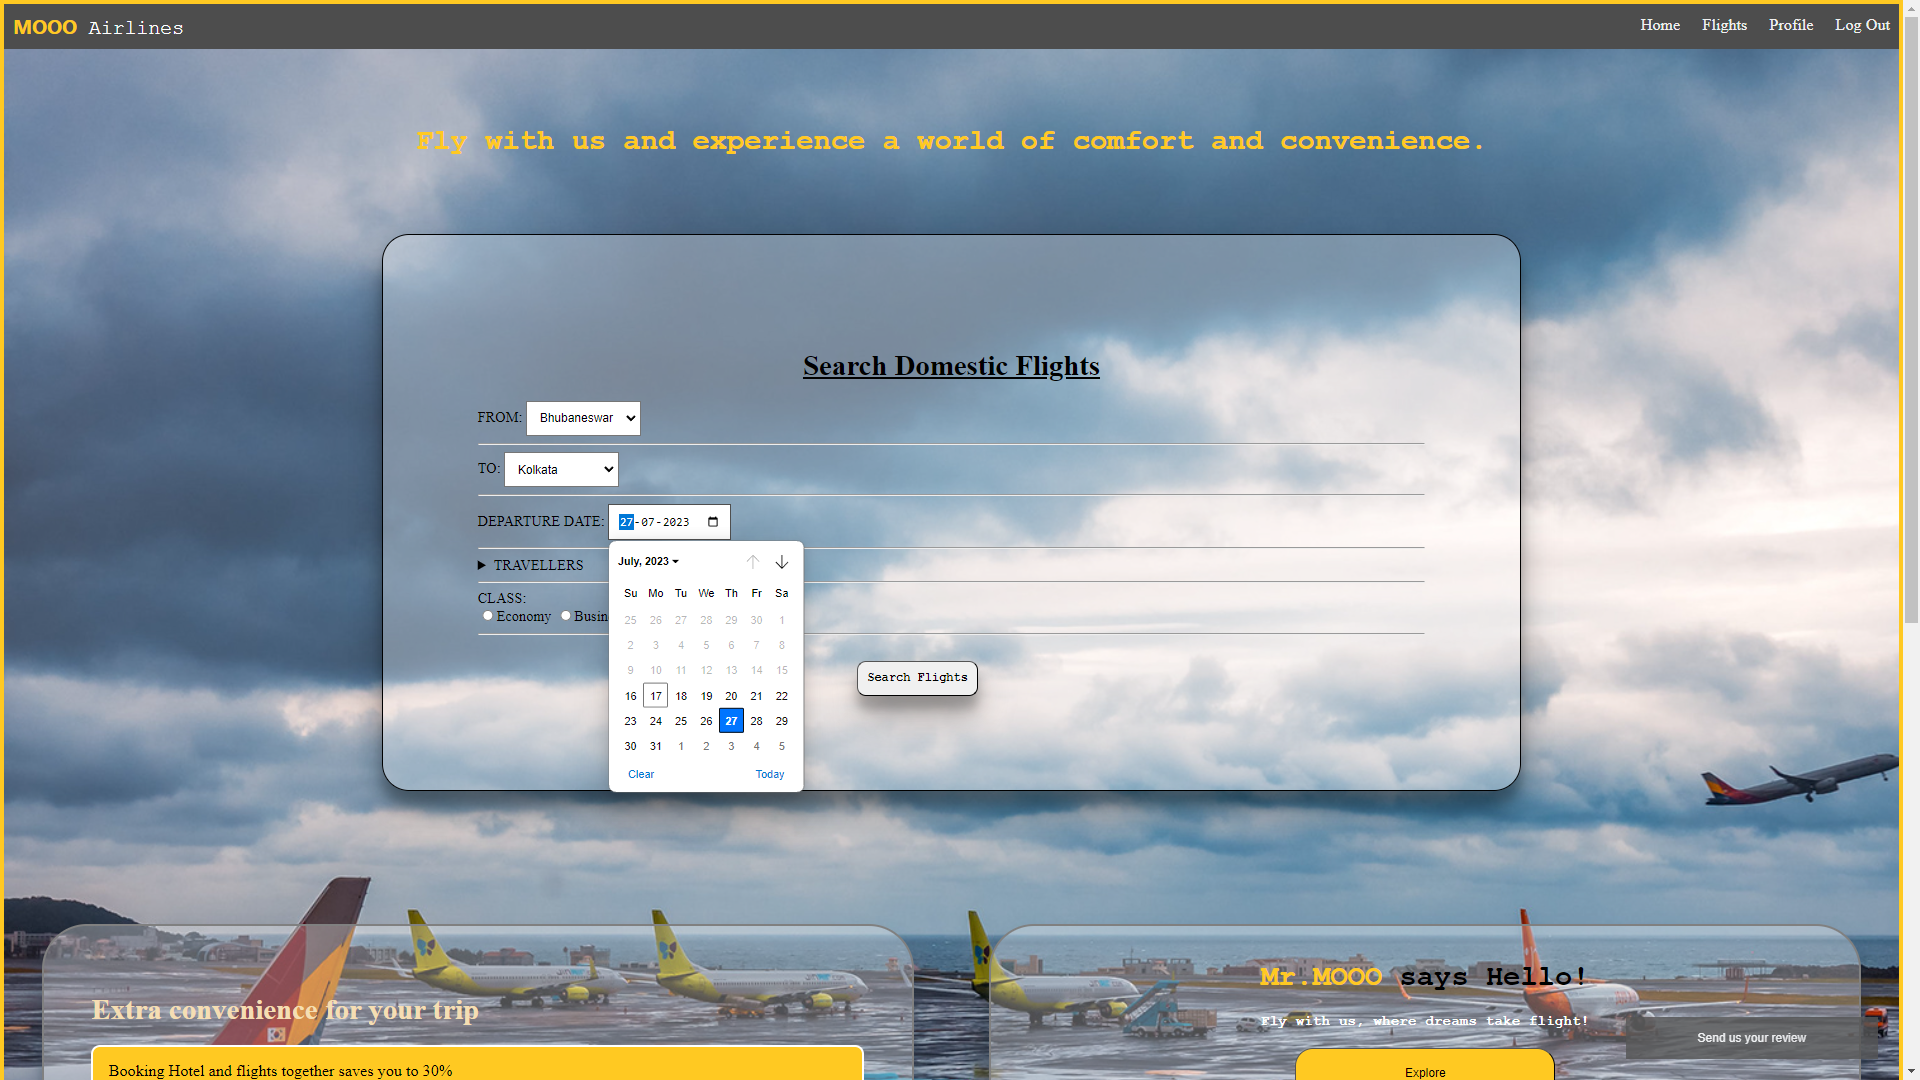 MOOO Airlines
Home Flights Profile Log Out
Fly with us and experience a world of comfort and convenience.
Search Domestic Flights
FROM: Bhubaneswar
TO: Kolkata
DEPARTURE DATE: 27-07-2023
July, 2023
Su Mo Tu We Th Fr Sa
25 26 27 28 29 30 1
2 3 4 5 6 7 8
9 10 11 12 13 14 15
16 17 18 19 20 21 22
23 24 25 26 27 28 29
30 31 1 2 3 4 5
Clear Today
TRAVELLERS
CLASS:
Economy Busin
Search Flights
Extra convenience for your trip
Booking Hotel and flights together saves you to 30%
Mr.MOOO says Hello!
Fly with us, where dreams take flight!
Explore
Send us your review